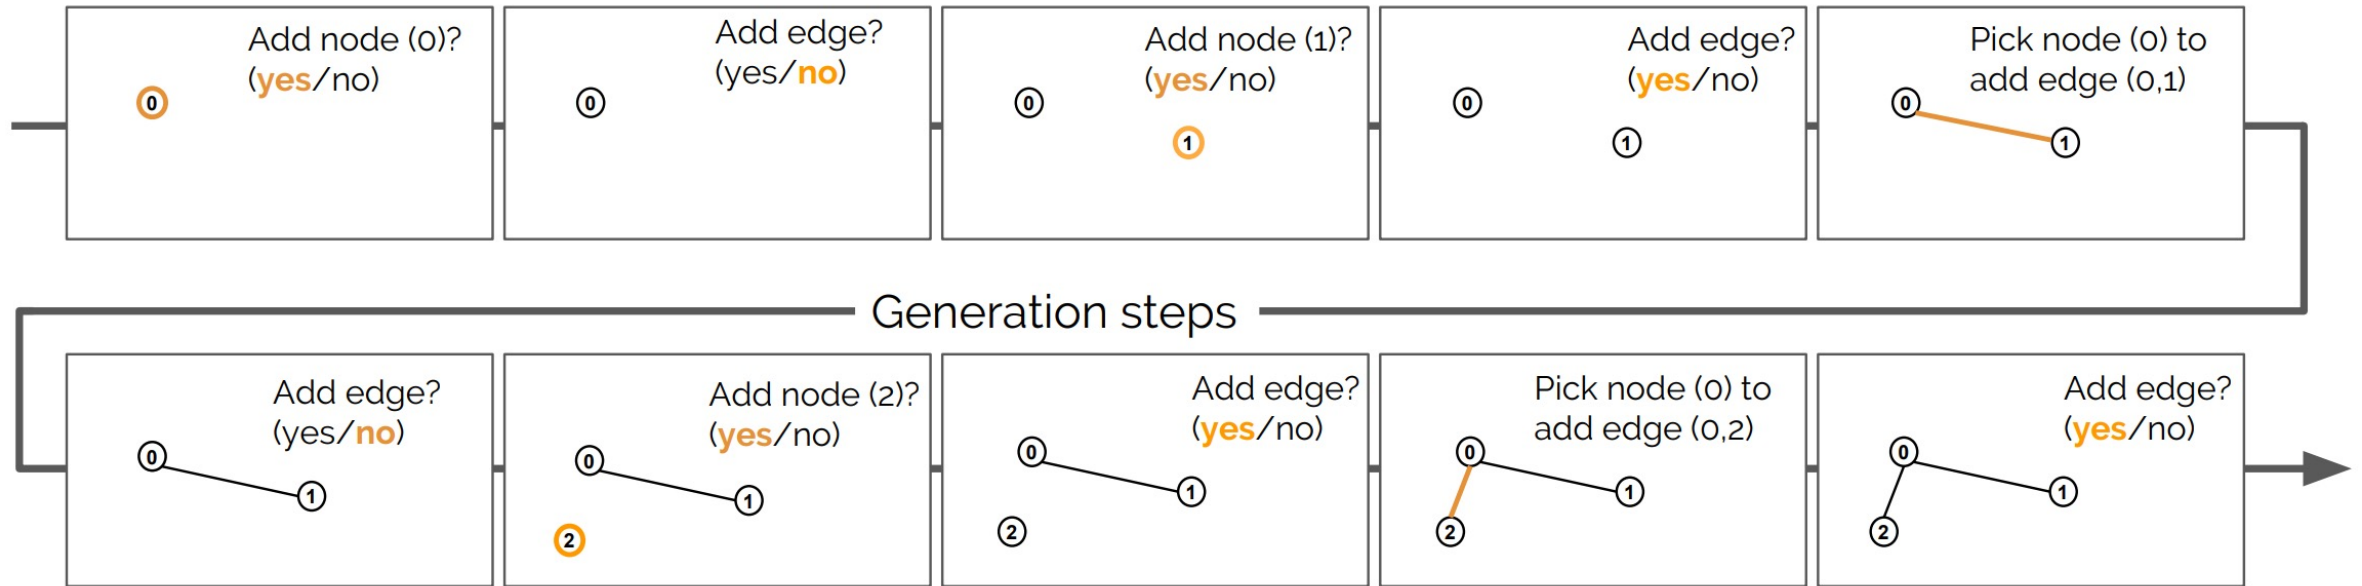 Add node (0)?
(yes/no)
0
Add edge?
(yes/no)
0
Add node (1)?
(yes/no)
0
1
Add edge?
(yes/no)
0
1
Pick node (0) to
add edge (0,1)
0
1
Generation steps
Add edge?
(yes/no)
0
1
Add node (2)?
(yes/no)
0
1
2
Add edge?
(yes/no)
0
1
2
Pick node (0) to
add edge (0,2)
0
1
2
Add edge?
(yes/no)
0
1
2